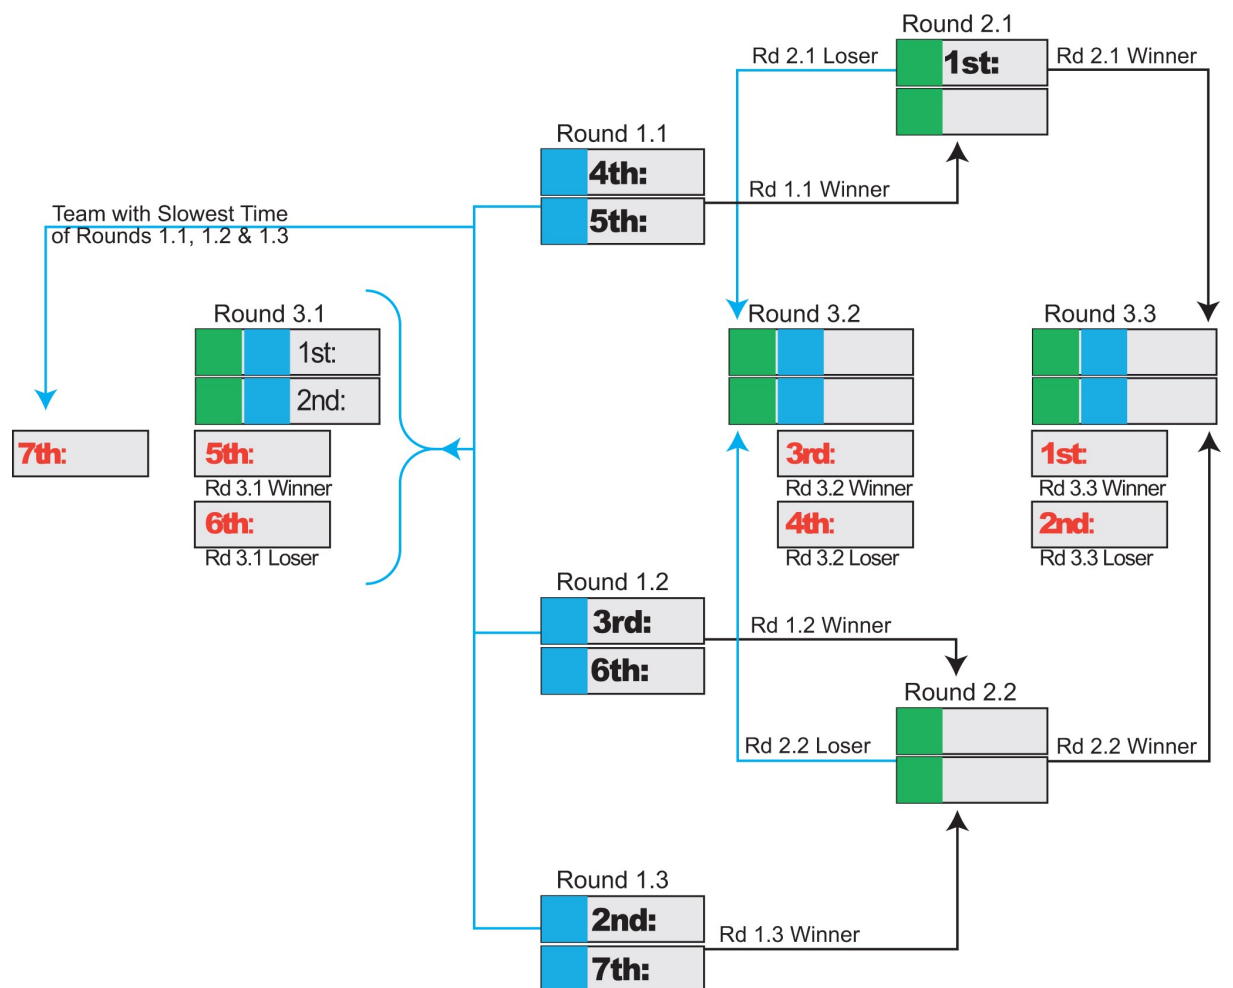 Round 2.1
Rd 2.1 Loser
1st:
Rd 2.1 Winner
Round 1.1
4th:
5th:
Rd 1.1 Winner
Team with Slowest Time
of Rounds 1.1, 1.2 & 1.3
Round 3.1
1st:
2nd:
Round 3.2
Round 3.3
7th:
5th:
Rd 3.1 Winner
6th:
Rd 3.1 Loser
3rd:
Rd 3.2 Winner
4th:
Rd 3.2 Loser
1st:
Rd 3.3 Winner
2nd:
Rd 3.3 Loser
Round 1.2
3rd:
6th:
Rd 1.2 Winner
Round 2.2
Rd 2.2 Loser
Rd 2.2 Winner
Round 1.3
2nd:
7th:
Rd 1.3 Winner